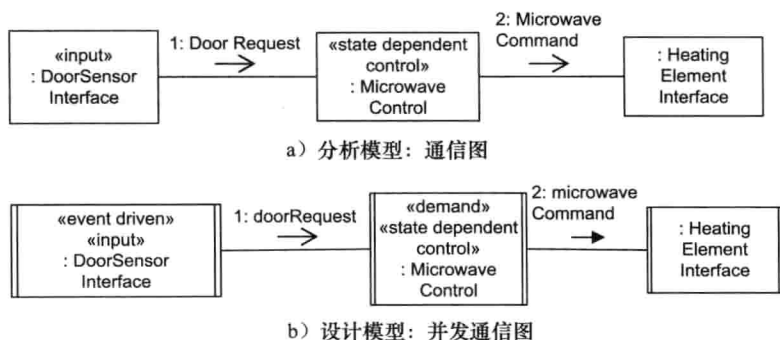 «input»
: DoorSensor
Interface
1: Door Request
«state dependent
control»
: Microwave
Control
2: Microwave
Command
: Heating
Element
Interface
a）分析模型：通信图
«event driven»
«input»
: DoorSensor
Interface
1: doorRequest
«demand»
«state dependent
control»
: Microwave
Control
2: microwave
Command
: Heating
Element
Interface
b）设计模型：并发通信图